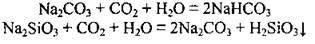 Na₂CO₃ + CO₂ + H₂O = 2NaHCO₃
Na₂SiO₃ + CO₂ + H₂O = 2Na₂CO₃ + H₂SiO₃↓